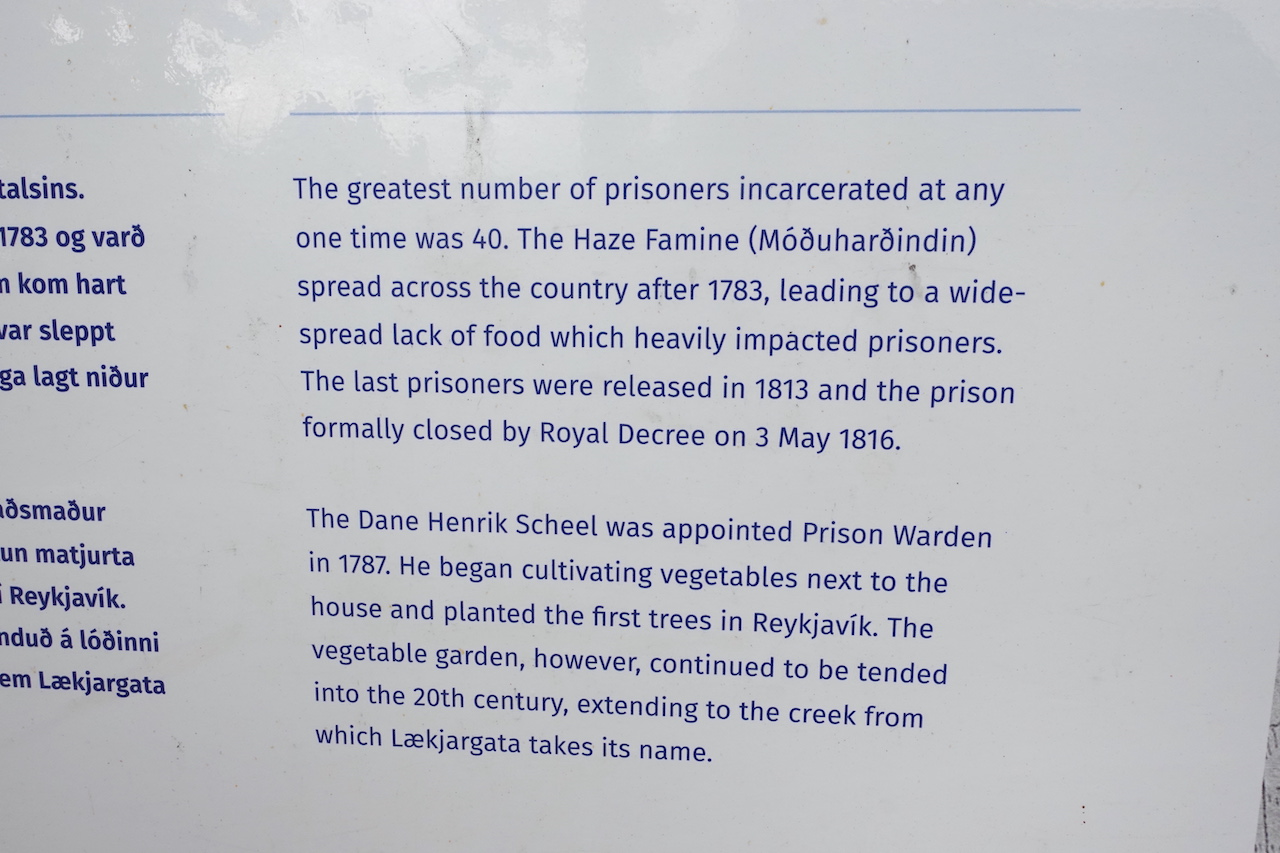 talsins.
1783 og varð
kom hart
var sleppt
ga lagt niður
aðsmaður
un matjurta
í Reykjavík.
nduð á lóðinni
em Lækjargata
The greatest number of prisoners incarcerated at any
one time was 40. The Haze Famine (Móðuharðindin)
spread across the country after 1783, leading to a wide-
spread lack of food which heavily impacted prisoners.
The last prisoners were released in 1813 and the prison
formally closed by Royal Decree on 3 May 1816.
The Dane Henrik Scheel was appointed Prison Warden
in 1787. He began cultivating vegetables next to the
house and planted the first trees in Reykjavík. The
vegetable garden, however, continued to be tended
into the 20th century, extending to the creek from
which Lækjargata takes its name.